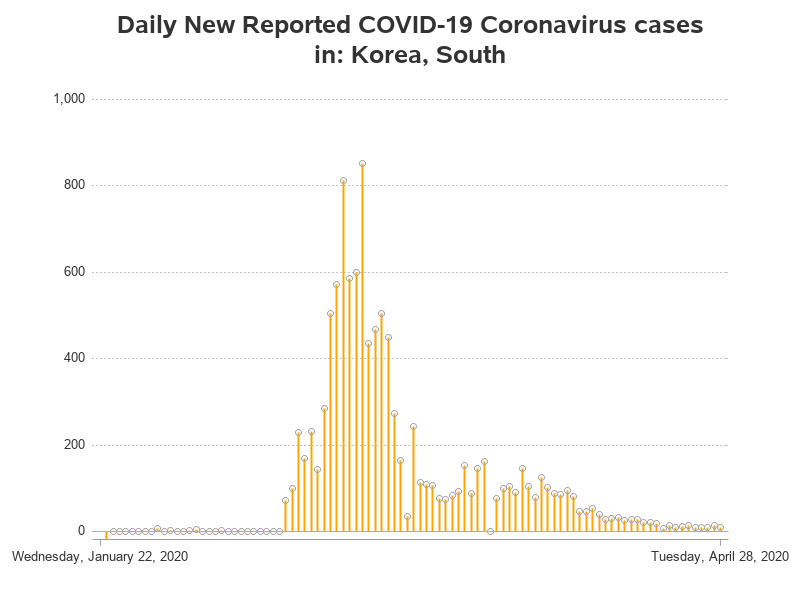 Daily New Reported COVID-19 Coronavirus cases
in: Korea, South
1,000
800
600
400
200
0
Wednesday, January 22, 2020
Tuesday, April 28, 2020